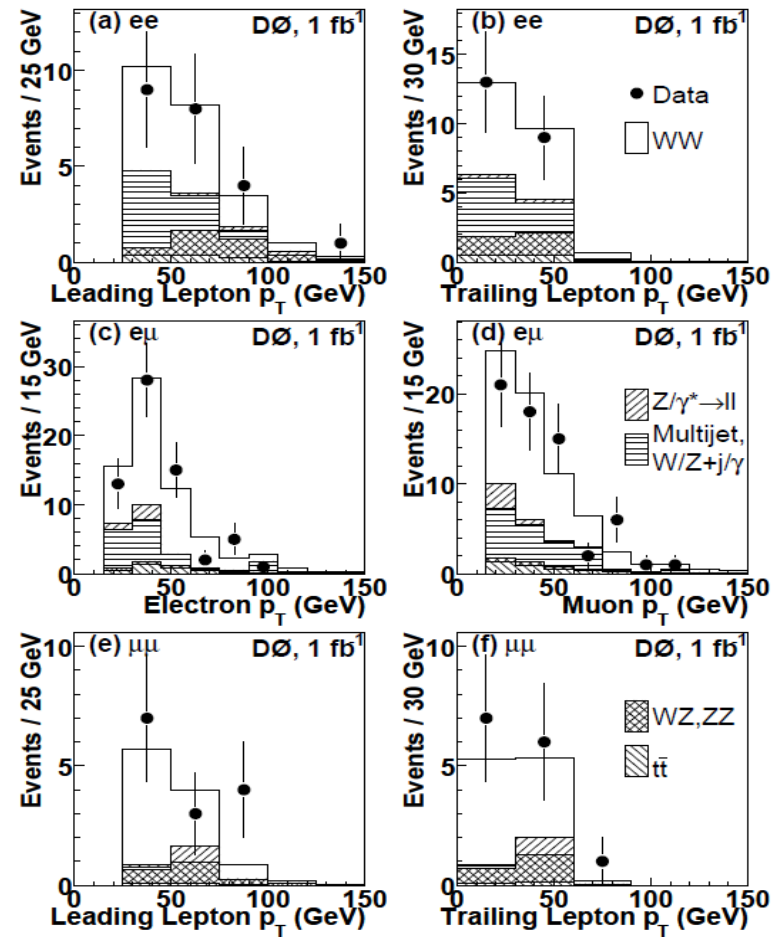 (a) ee DØ, 1 fb⁻¹
Events / 25 GeV
10
5
0
0 50 100 150
Leading Lepton p_T (GeV)
(b) ee DØ, 1 fb⁻¹
Events / 30 GeV
15
10
5
0
Data
WW
0 50 100 150
Trailing Lepton p_T (GeV)
(c) eμ DØ, 1 fb⁻¹
Events / 15 GeV
30
20
10
0
0 50 100 150
Electron p_T (GeV)
(d) eμ DØ, 1 fb⁻¹
Events / 15 GeV
20
10
0
Z/γ*→ll
Multijet,
W/Z+j/γ
0 50 100 150
Muon p_T (GeV)
(e) μμ DØ, 1 fb⁻¹
Events / 25 GeV
10
5
0
0 50 100 150
Leading Lepton p_T (GeV)
(f) μμ DØ, 1 fb⁻¹
Events / 30 GeV
10
5
0
WZ,ZZ
tt̄
0 50 100 150
Trailing Lepton p_T (GeV)